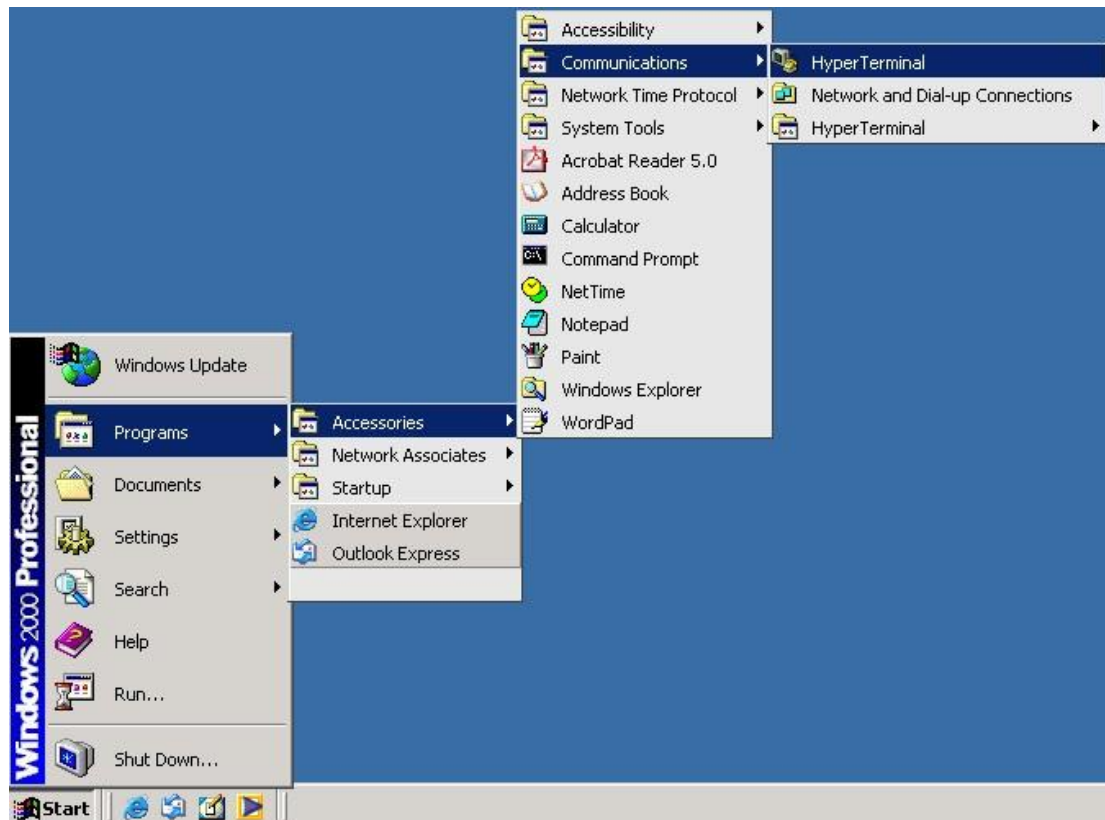 Accessibility
Communications
Network Time Protocol
System Tools
Acrobat Reader 5.0
Address Book
Calculator
Command Prompt
NetTime
Notepad
Paint
Windows Explorer
WordPad
HyperTerminal
Network and Dial-up Connections
HyperTerminal
Windows 2000 Professional
Windows Update
Programs
Documents
Settings
Search
Help
Run...
Shut Down...
Accessories
Network Associates
Startup
Internet Explorer
Outlook Express
Start